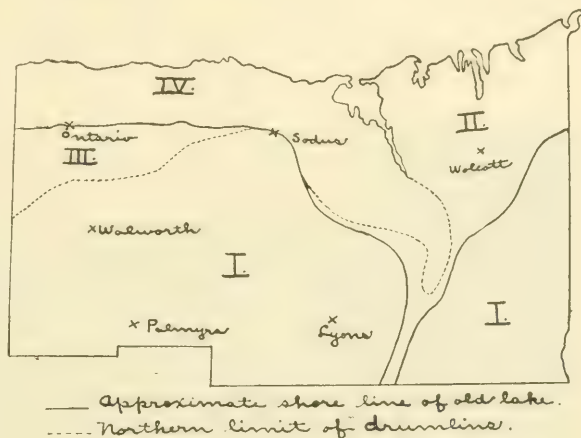 IV.
II.
Ontario
Sodus
Wolcott
III.
Walworth
I.
I.
Palmyra
Lyons
Approximate shore line of old lake.
Northern limit of drumlins.